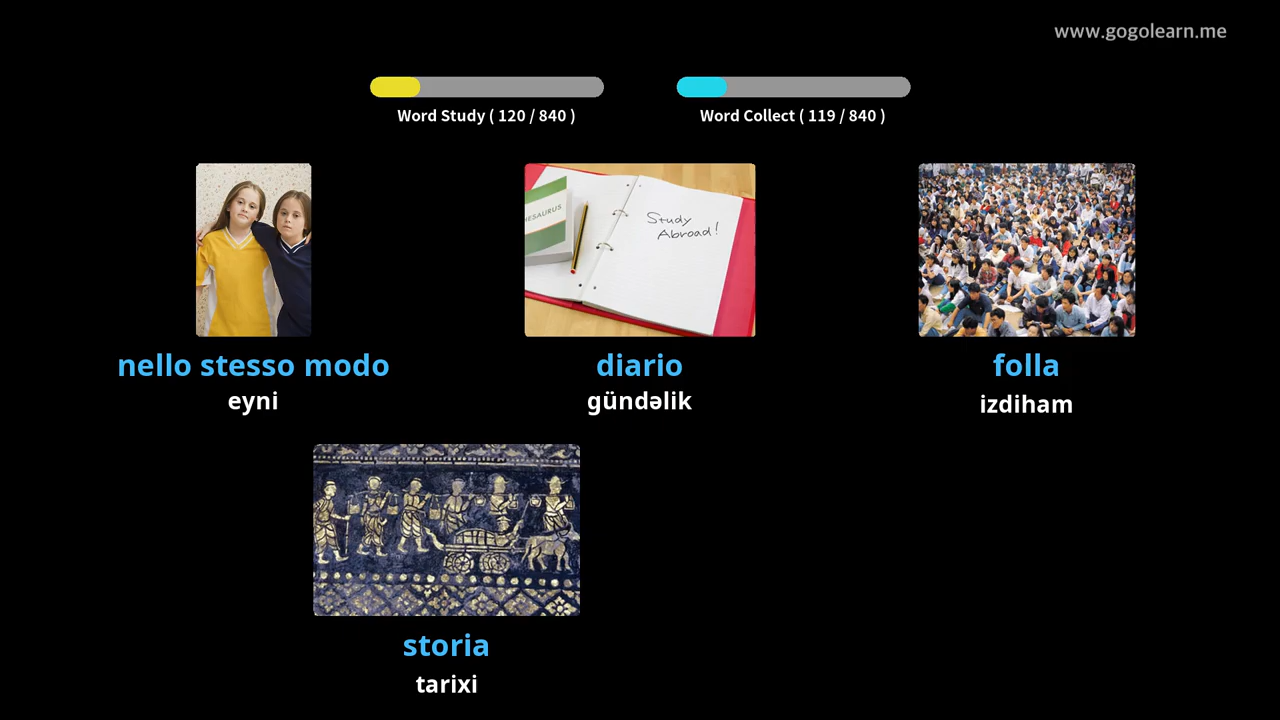 www.gogolearn.me
Word Study ( 120 / 840 )
Word Collect ( 119 / 840 )
HESAURUS
Study
Abroad!
nello stesso modo
eyni
diario
gündəlik
folla
izdiham
storia
tarixi